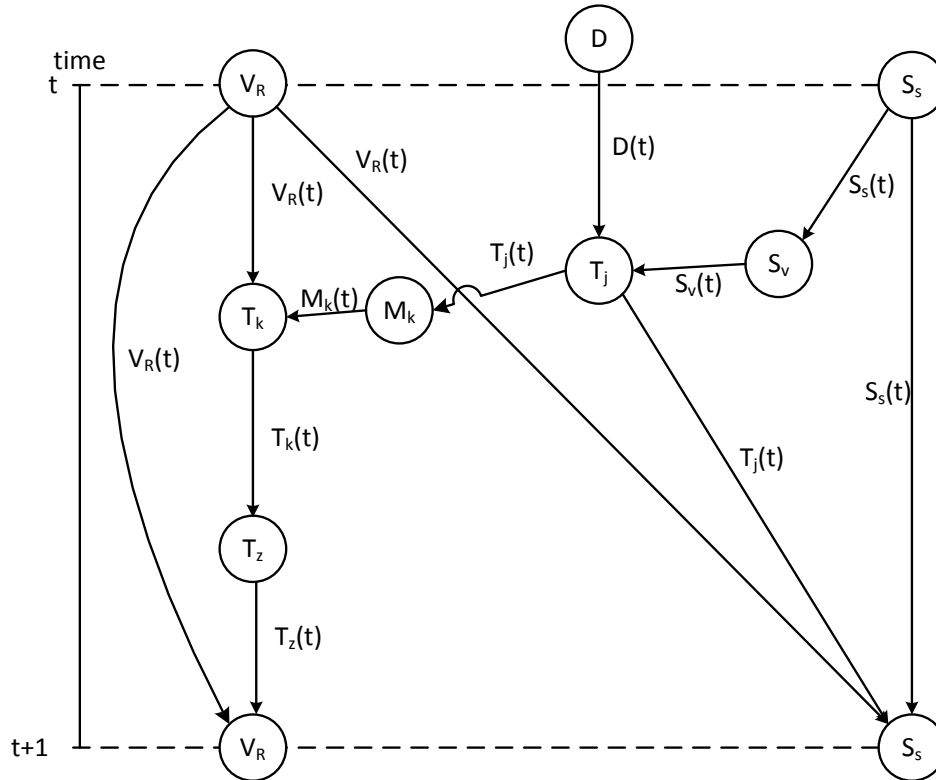 D
time
t
V_R
S_s
D(t)
V_R(t)
V_R(t)
S_s(t)
T_j(t)
T_j
S_v
S_v(t)
M_k(t)
T_k
M_k
V_R(t)
S_s(t)
T_k(t)
T_j(t)
T_z
T_z(t)
t+1
V_R
S_s